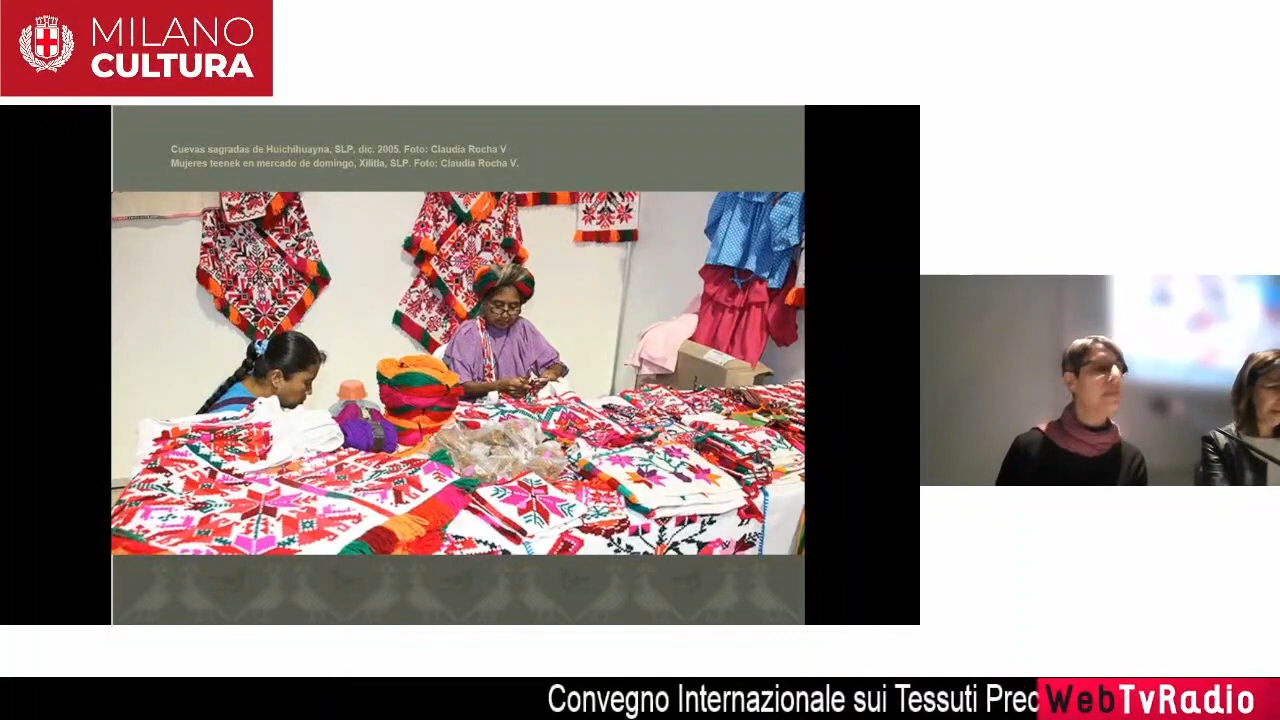 MILANO
CULTURA
Cuevas sagradas de Huichihuayna, SLP, dic. 2005. Foto: Claudia Rocha V
Mujeres teenek en mercado de domingo, Xilitla, SLP. Foto: Claudia Rocha V.
Convegno Internazionale sui Tessuti Prec
WebTvRadio